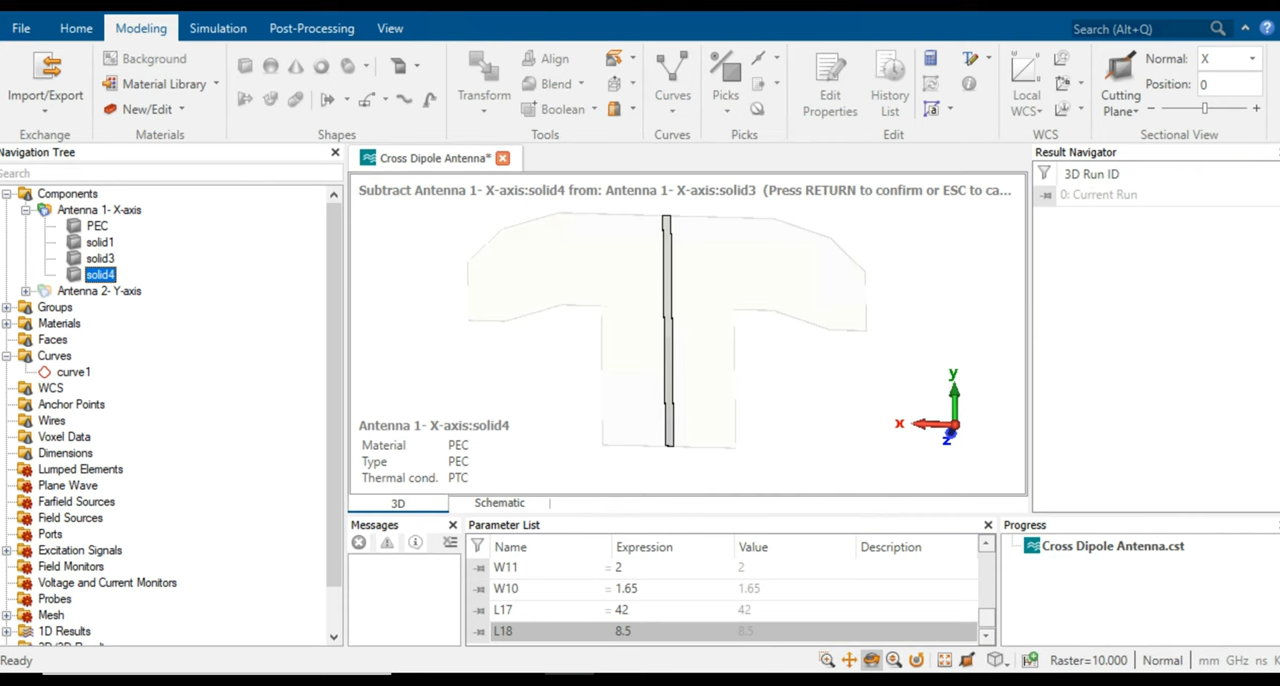 File Home Modeling Simulation Post-Processing View Search (Alt+Q)
Import/Export
Exchange
Background
Material Library
New/Edit
Materials
Shapes
Transform
Align
Blend
Boolean
Tools
Curves
Curves
Picks
Picks
Edit Properties
History List
Edit
Local WCS
WCS
Cutting Plane
Normal: X
Position: 0
Sectional View
Navigation Tree
Search
Components
Antenna 1- X-axis
PEC
solid1
solid3
solid4
Antenna 2- Y-axis
Groups
Materials
Faces
Curves
curve1
WCS
Anchor Points
Wires
Voxel Data
Dimensions
Lumped Elements
Plane Wave
Farfield Sources
Field Sources
Ports
Excitation Signals
Field Monitors
Voltage and Current Monitors
Probes
Mesh
1D Results
Cross Dipole Antenna*
Subtract Antenna 1- X-axis:solid4 from: Antenna 1- X-axis:solid3 (Press RETURN to confirm or ESC to ca...
y
x
z
Antenna 1- X-axis:solid4
Material PEC
Type PEC
Thermal cond. PTC
3D Schematic
Messages
Parameter List
Name Expression Value Description
W11 = 2 2
W10 = 1.65 1.65
L17 = 42 42
L18 8.5 8.5
Result Navigator
3D Run ID
0: Current Run
Progress
Cross Dipole Antenna.cst
Ready
Raster=10.000 Normal mm GHz ns K